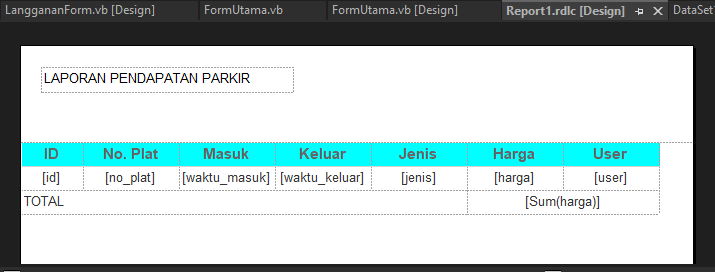 LanggananForm.vb [Design] FormUtama.vb FormUtama.vb [Design] Report1.rdlc [Design] DataSet
LAPORAN PENDAPATAN PARKIR
ID No. Plat Masuk Keluar Jenis Harga User
[id] [no_plat] [waktu_masuk] [waktu_keluar] [jenis] [harga] [user]
TOTAL [Sum(harga)]